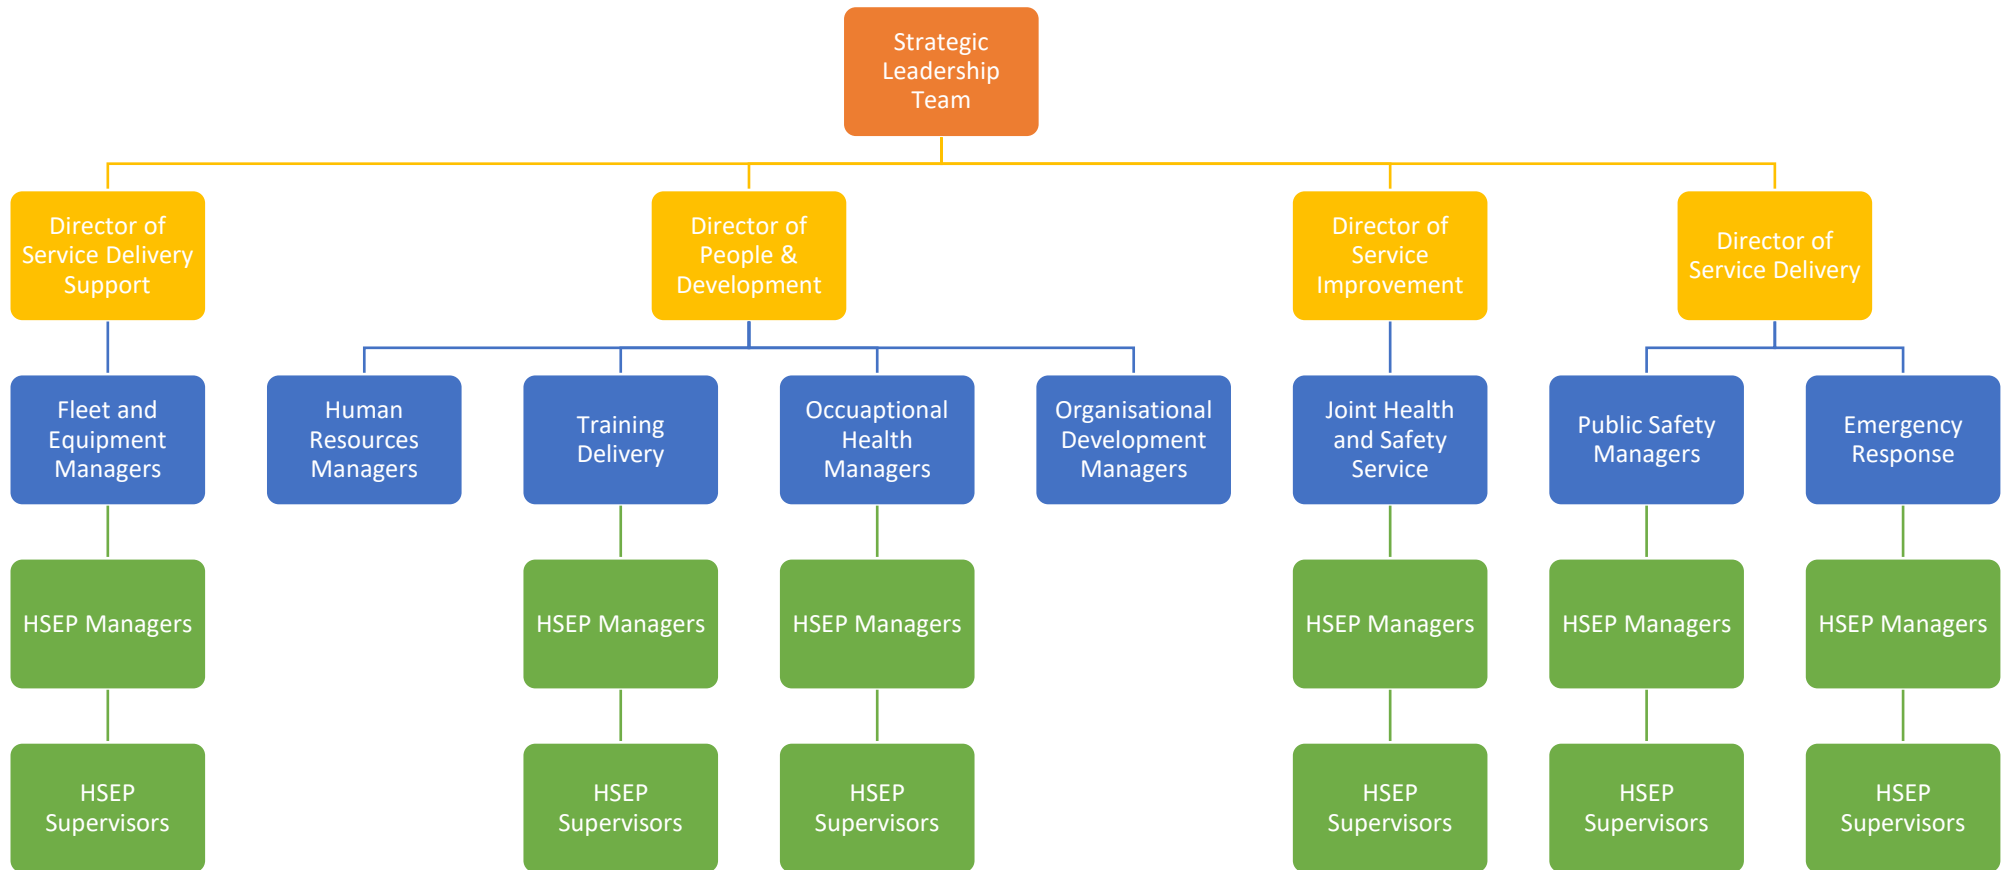 Strategic
Leadership
Team
Director of
Service Delivery
Support
Director of
People &
Development
Director of
Service
Improvement
Director of
Service Delivery
Fleet and
Equipment
Managers
Human
Resources
Managers
Training
Delivery
Occuaptional
Health
Managers
Organisational
Development
Managers
Joint Health
and Safety
Service
Public Safety
Managers
Emergency
Response
HSEP Managers
HSEP Managers
HSEP Managers
HSEP Managers
HSEP Managers
HSEP Managers
HSEP
Supervisors
HSEP
Supervisors
HSEP
Supervisors
HSEP
Supervisors
HSEP
Supervisors
HSEP
Supervisors